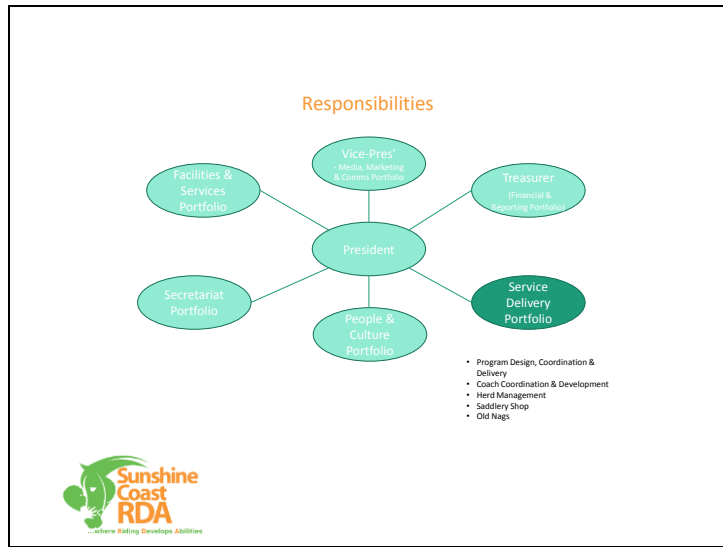 Responsibilities
Vice-Pres’
- Media, Marketing
& Comms Portfolio
Facilities &
Services
Portfolio
Treasurer
(Financial &
Reporting Portfolio)
President
Secretariat
Portfolio
People &
Culture
Portfolio
Service
Delivery
Portfolio
• Program Design, Coordination &
Delivery
• Coach Coordination & Development
• Herd Management
• Saddlery Shop
• Old Nags
Sunshine
Coast
RDA
...where Riding Develops Abilities